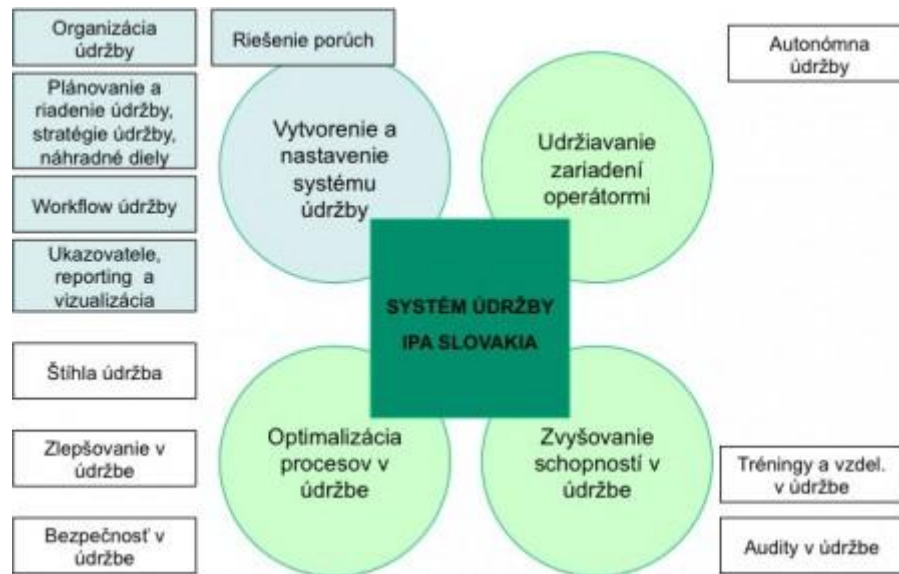 Organizácia
údržby
Riešenie porúch
Autonómna
údržby
Plánovanie a
riadenie údržby,
stratégie údržby,
náhradné diely
Vytvorenie a
nastavenie
systému
údržby
Udržiavanie
zariadení
operátormi
Workflow údržby
Ukazovatele,
reporting a
vizualizácia
SYSTÉM ÚDRŽBY
IPA SLOVAKIA
Štíhla údržba
Optimalizácia
procesov v
údržbe
Zvyšovanie
schopností v
údržbe
Zlepšovanie v
údržbe
Tréningy a vzdel.
v údržbe
Bezpečnosť v
údržbe
Audity v údržbe